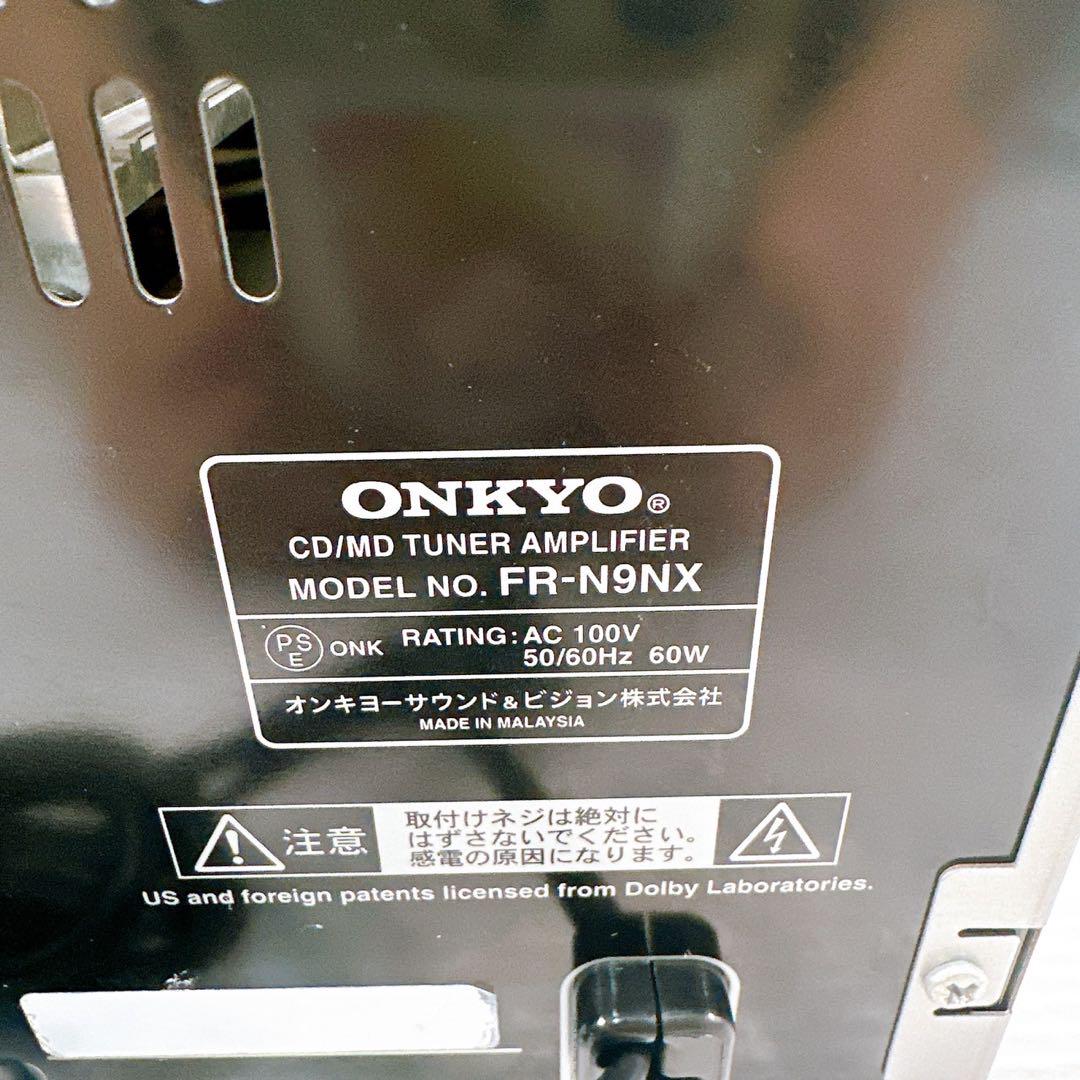 ONKYO®
CD/MD TUNER AMPLIFIER
MODEL NO. FR-N9NX
PSE ONK RATING: AC 100V
50/60Hz 60W
オンキヨーサウンド&ビジョン株式会社
MADE IN MALAYSIA
注意
取付けネジは絶対に
はずさないでください。
感電の原因になります。
US and foreign patents licensed from Dolby Laboratories.